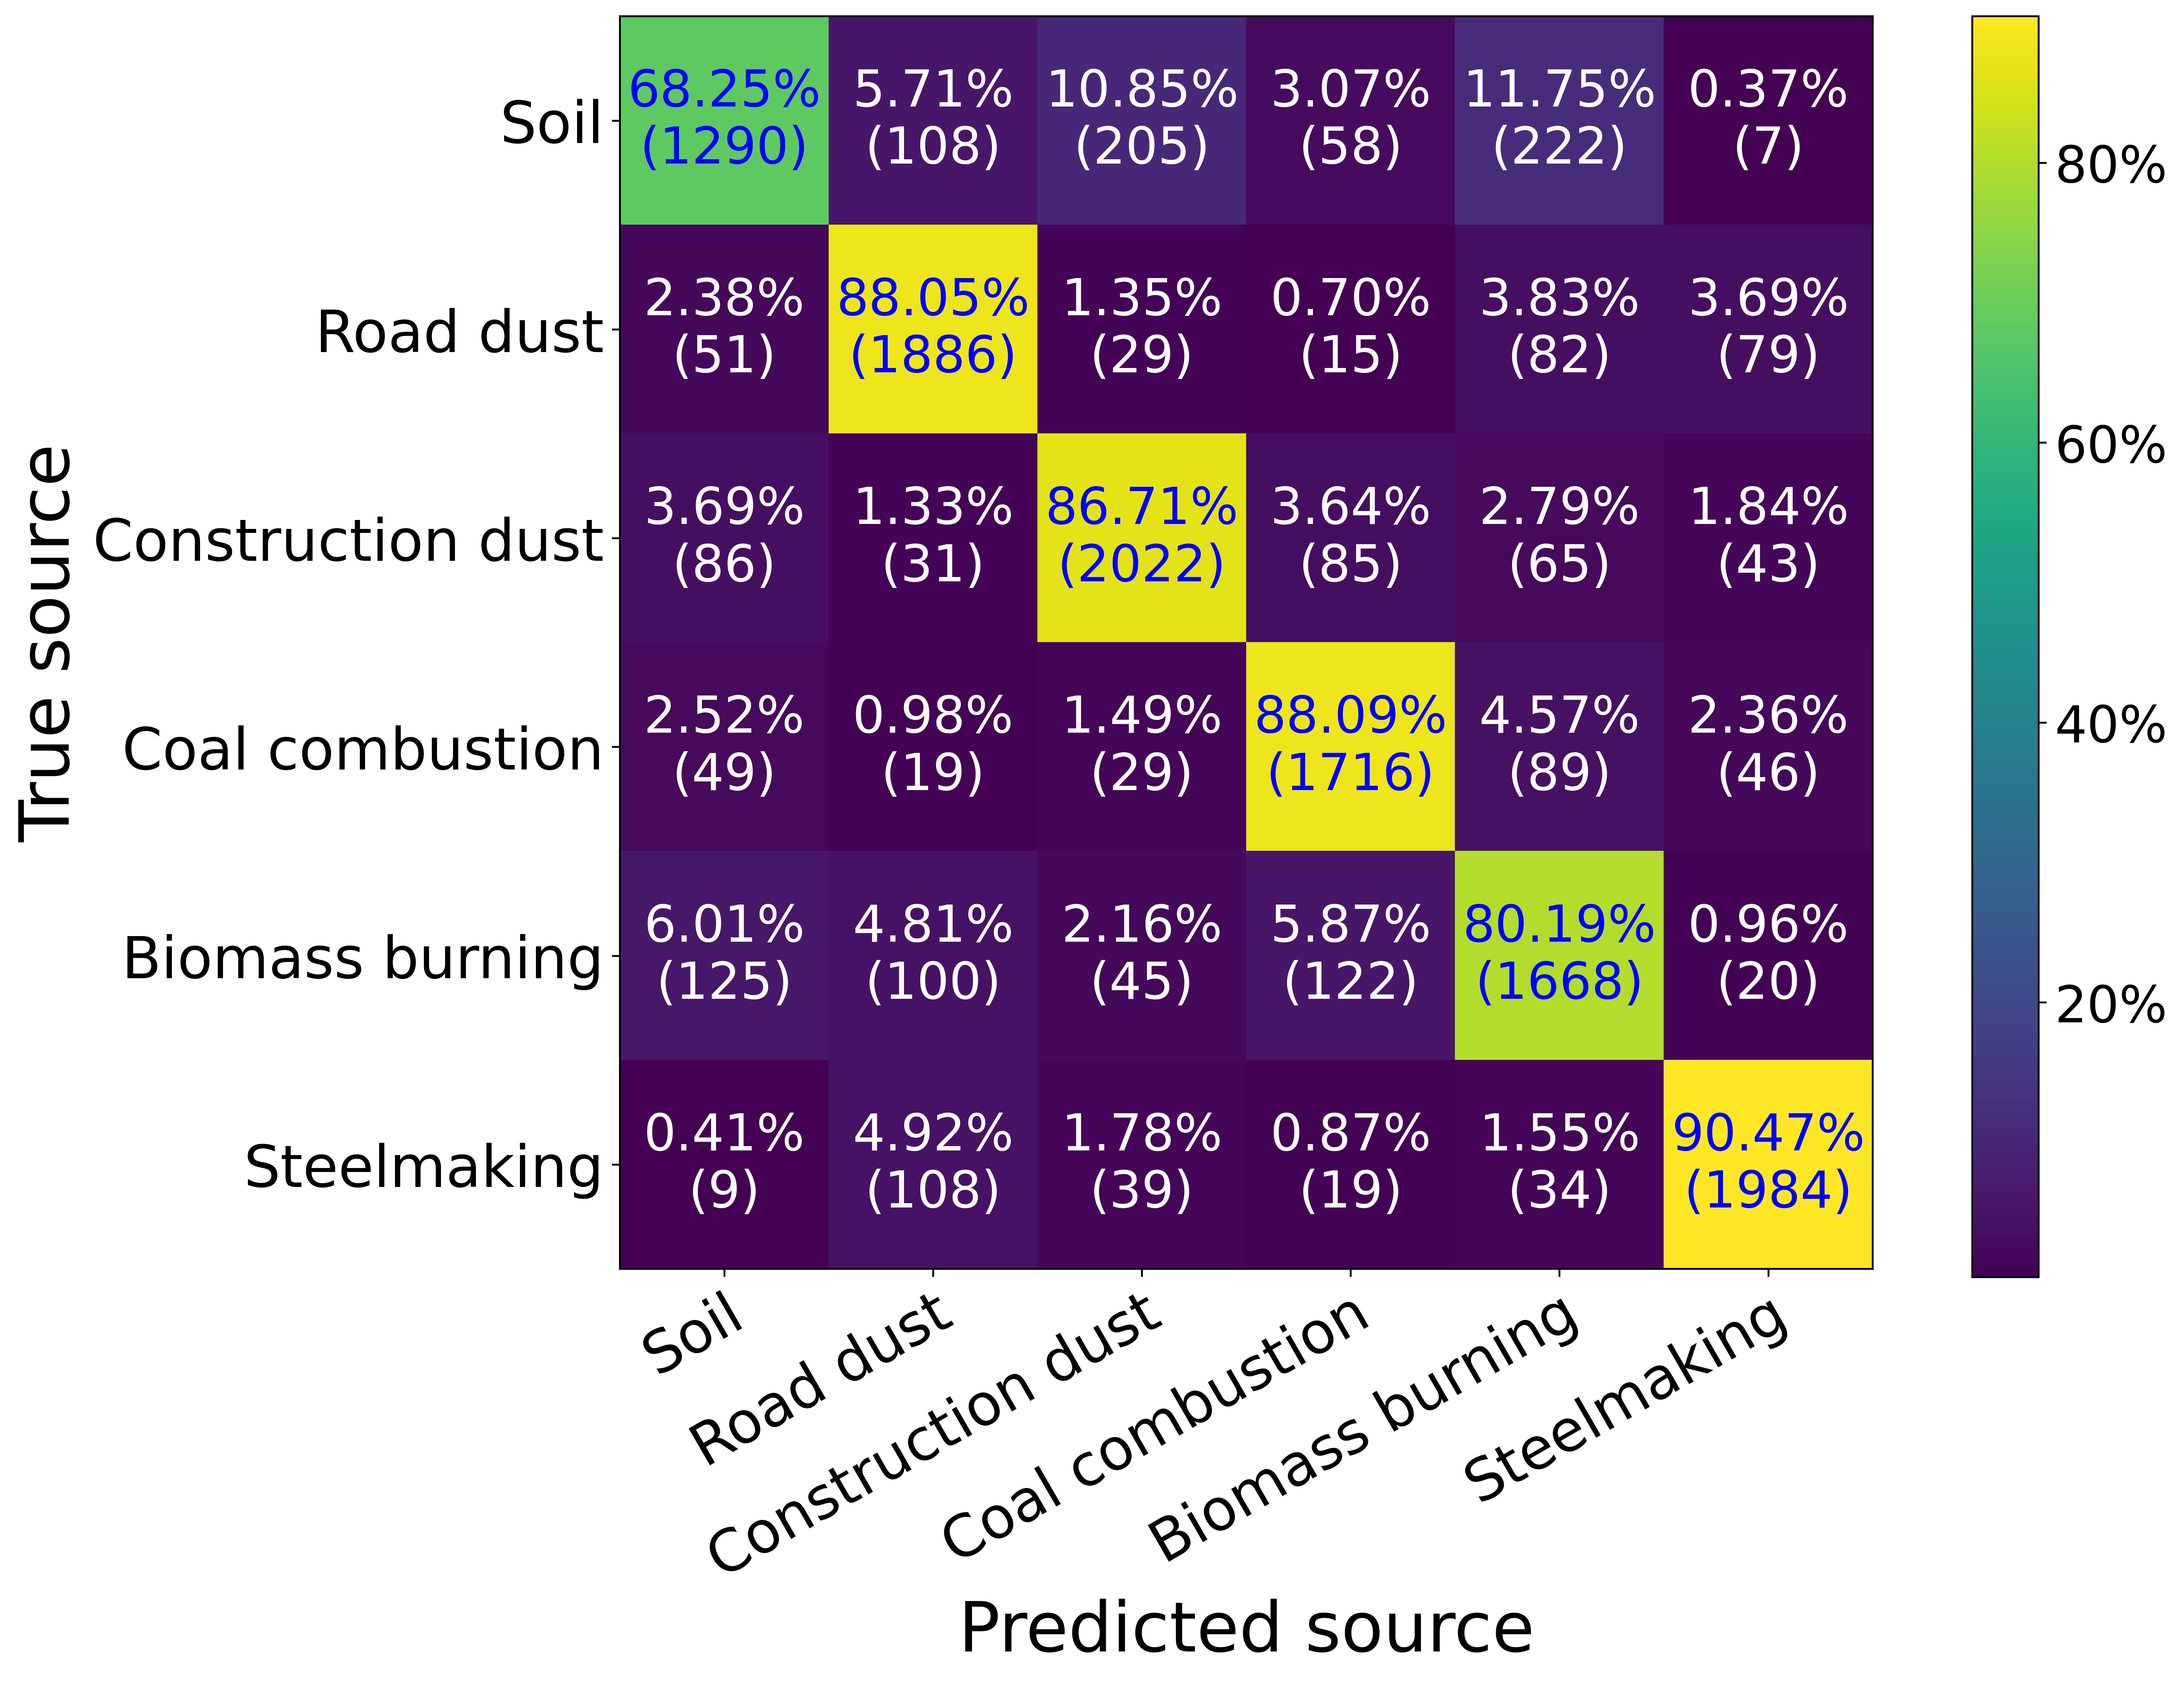 Soil
68.25% 5.71% 10.85% 3.07% 11.75% 0.37%
(1290) (108) (205) (58) (222) (7)
Road dust
2.38% 88.05% 1.35% 0.70% 3.83% 3.69%
(51) (1886) (29) (15) (82) (79)
Construction dust
3.69% 1.33% 86.71% 3.64% 2.79% 1.84%
(86) (31) (2022) (85) (65) (43)
Coal combustion
2.52% 0.98% 1.49% 88.09% 4.57% 2.36%
(49) (19) (29) (1716) (89) (46)
Biomass burning
6.01% 4.81% 2.16% 5.87% 80.19% 0.96%
(125) (100) (45) (122) (1668) (20)
Steelmaking
0.41% 4.92% 1.78% 0.87% 1.55% 90.47%
(9) (108) (39) (19) (34) (1984)
True source
Soil
Road dust
Construction dust
Coal combustion
Biomass burning
Steelmaking
Predicted source
80%
60%
40%
20%